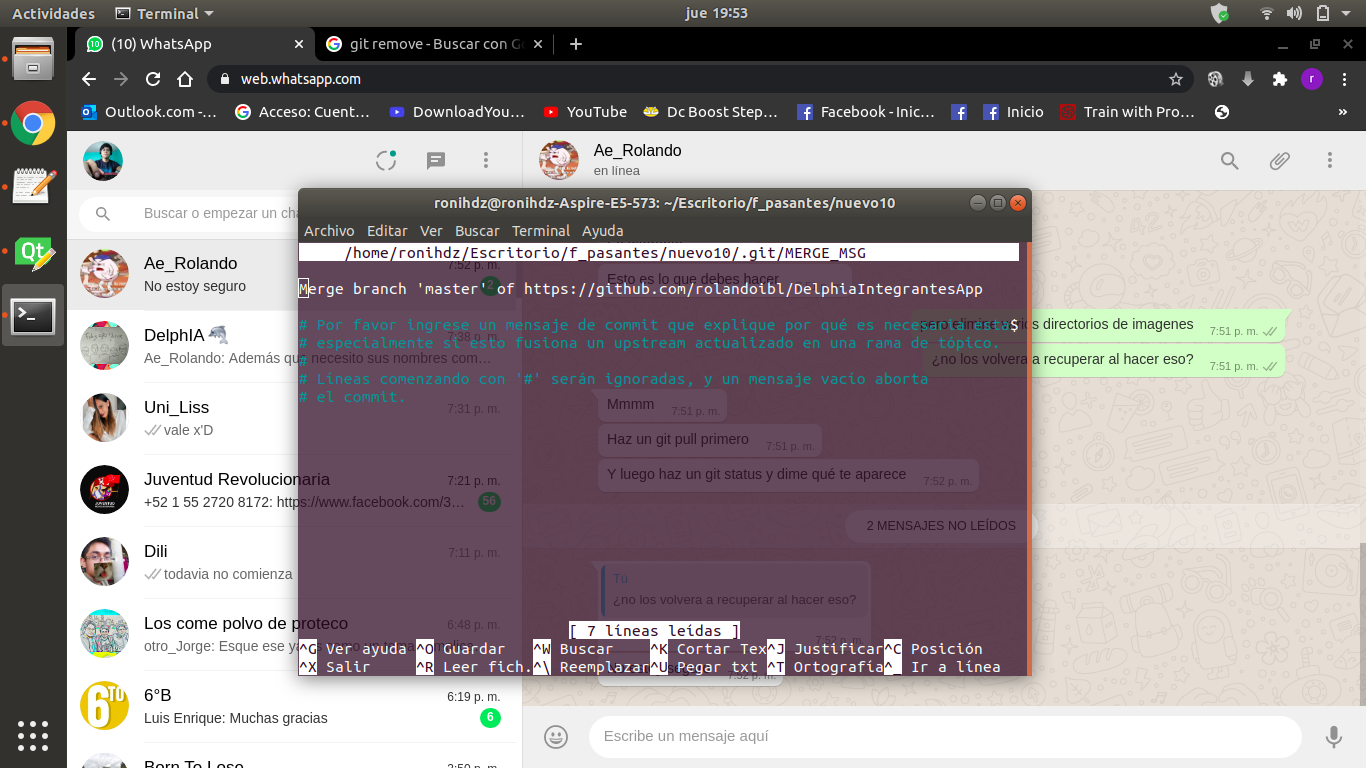 Actividades
Terminal
jue 19:53
(10) WhatsApp
git remove - Buscar con Go
web.whatsapp.com
r
Outlook.com -...
Acceso: Cuent...
DownloadYou...
YouTube
Dc Boost Step...
Facebook - Inic...
Inicio
Train with Pro...
»
Ae_Rolando
en línea
Buscar o empezar un cha
Ae_Rolando
7:52 p. m.
No estoy seguro
2
DelphIA
7:38 p. m.
Ae_Rolando: Además que necesito sus nombres com...
Uni_Liss
7:31 p. m.
vale x'D
Juventud Revolucionaria
7:21 p. m.
+52 1 55 2720 8172: https://www.facebook.com/3...
56
Dili
7:11 p. m.
todavia no comienza
Los come polvo de proteco
6:48 p. m.
6°B
6:19 p. m.
Luis Enrique: Muchas gracias
6
Born To Lose
3:50 p. m.
ronihdz@ronihdz-Aspire-E5-573: ~/Escritorio/f_pasantes/nuevo10
Archivo Editar Ver Buscar Terminal Ayuda
/home/ronihdz/Escritorio/f_pasantes/nuevo10/.git/MERGE_MSG
Merge branch 'master' of https://github.com/rolandoibl/DelphiaIntegrantesApp
# Por favor ingrese un mensaje de commit que explique por qué es necesaria esta$
# especialmente si esto fusiona un upstream actualizado en una rama de tópico.
#
# Lineas comenzando con '#' serán ignoradas, y un mensaje vacio aborta
# el commit.
[ 7 líneas leídas ]
^G Ver ayuda ^O Guardar ^W Buscar ^K Cortar Tex ^J Justificar ^C Posición
^X Salir ^R Leer fich. ^\ Reemplazar ^U Pegar txt ^T Ortografía ^_ Ir a línea
Esto es lo que debes hacer
directorios de imagenes
7:51 p. m.
¿no los volvera a recuperar al hacer eso?
7:51 p. m.
Mmmm
7:51 p. m.
Haz un git pull primero
7:51 p. m.
Y luego haz un git status y dime qué te aparece
7:52 p. m.
2 MENSAJES NO LEÍDOS
Tú
¿no los volvera a recuperar al hacer eso?
7:52 p. m.
7:52 p. m.
Escribe un mensaje aquí